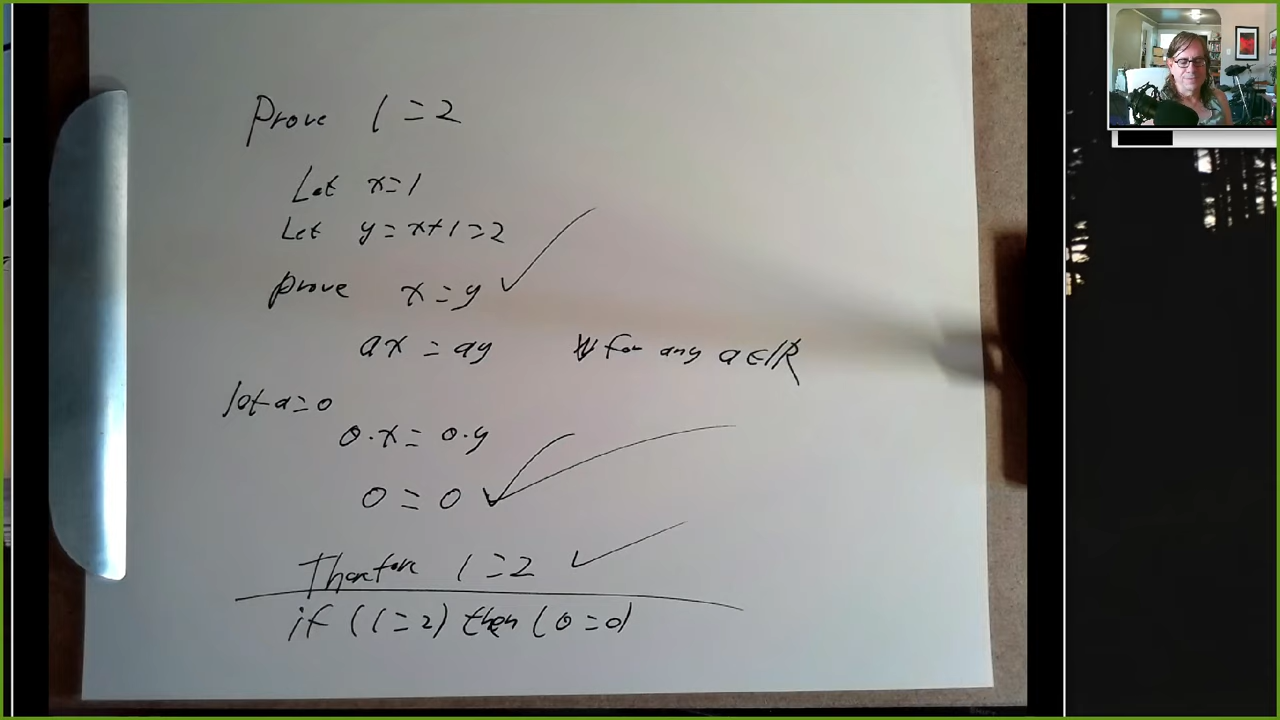 Prove 1=2
Let x=1
Let y=x+1=2
prove x=y
ax = ay for any a∈ℝ
let a=0
0·x=0·y
0=0
Therefore 1=2
if (1=2) then (0=0)